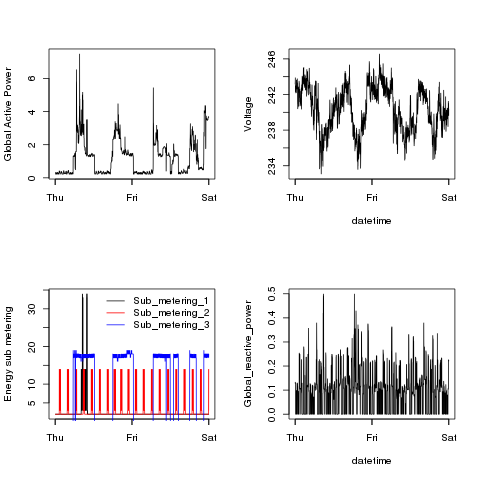 Global Active Power
0 2 4 6
Thu Fri Sat
Voltage
234 238 242 246
Thu Fri Sat
datetime
Energy sub metering
5 10 20 30
Sub_metering_1
Sub_metering_2
Sub_metering_3
Thu Fri Sat
Global_reactive_power
0.0 0.1 0.2 0.3 0.4 0.5
Thu Fri Sat
datetime